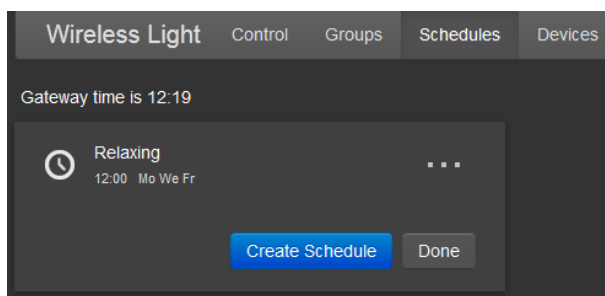 Wireless Light Control Groups Schedules Devices
Gateway time is 12:19
Relaxing
12:00 Mo We Fr
Create Schedule Done